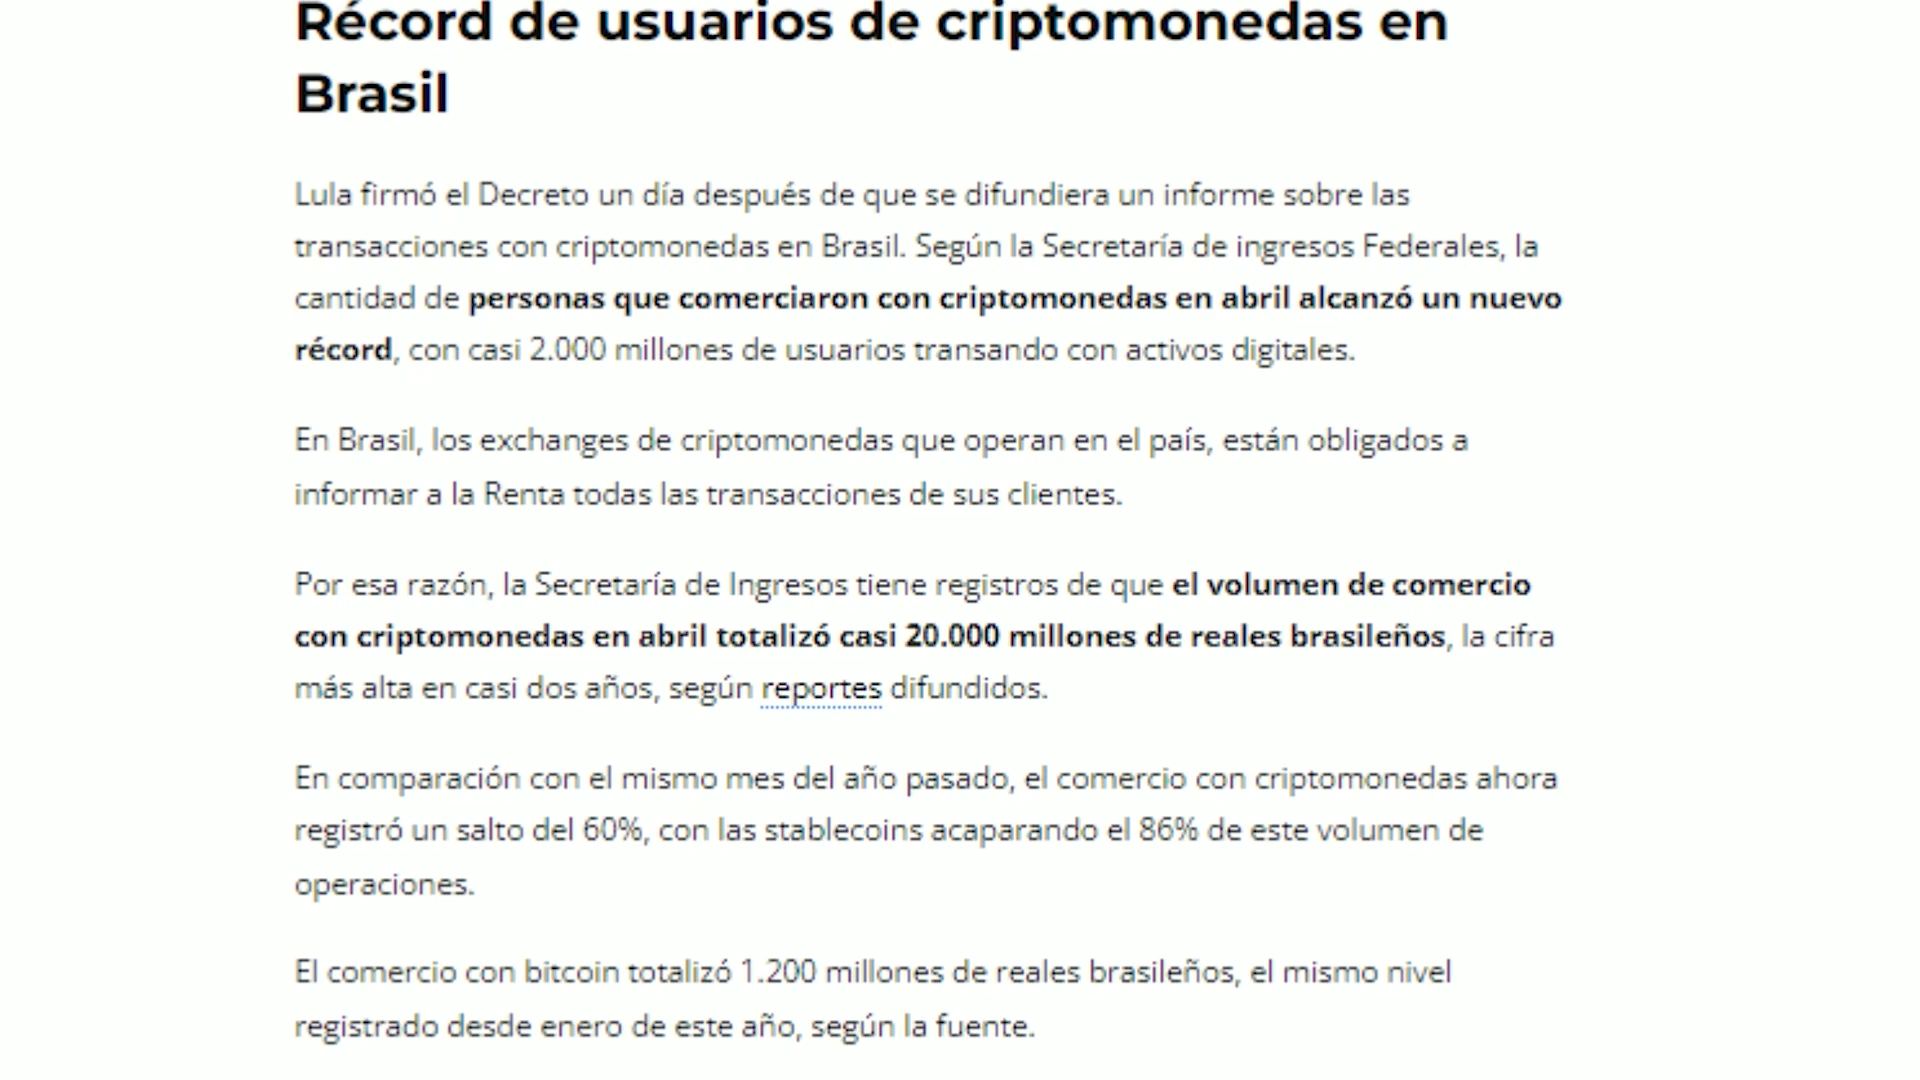 Récord de usuarios de criptomonedas en
Brasil
Lula firmó el Decreto un día después de que se difundiera un informe sobre las
transacciones con criptomonedas en Brasil. Según la Secretaría de ingresos Federales, la
cantidad de personas que comerciaron con criptomonedas en abril alcanzó un nuevo
récord, con casi 2.000 millones de usuarios transando con activos digitales.
En Brasil, los exchanges de criptomonedas que operan en el país, están obligados a
informar a la Renta todas las transacciones de sus clientes.
Por esa razón, la Secretaría de Ingresos tiene registros de que el volumen de comercio
con criptomonedas en abril totalizó casi 20.000 millones de reales brasileños, la cifra
más alta en casi dos años, según reportes difundidos.
En comparación con el mismo mes del año pasado, el comercio con criptomonedas ahora
registró un salto del 60%, con las stablecoins acaparando el 86% de este volumen de
operaciones.
El comercio con bitcoin totalizó 1.200 millones de reales brasileños, el mismo nivel
registrado desde enero de este año, según la fuente.